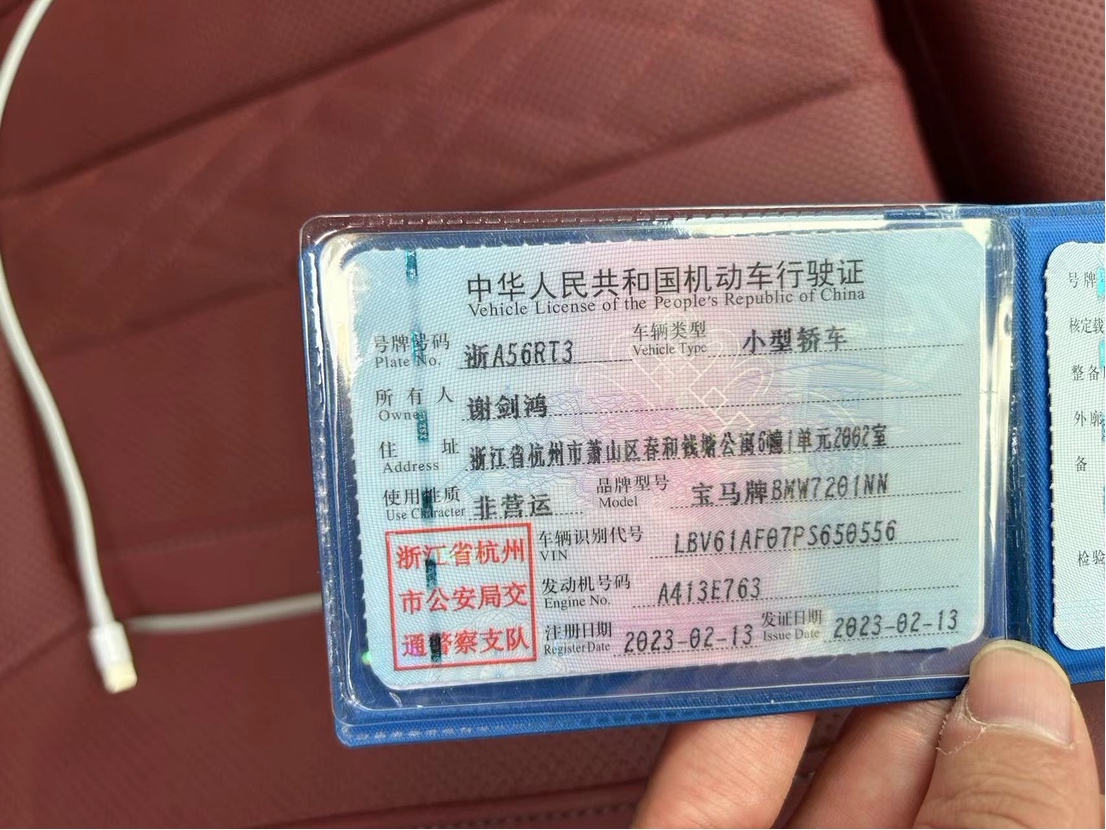 中华人民共和国机动车行驶证
Vehicle License of the People's Republic of China
号牌号码 浙A56RT3 车辆类型 小型轿车
Plate No. Vehicle Type
所有人 谢剑鸿
Owner
住址 浙江省杭州市萧山区春和钱塘公寓6幢1单元2002室
Address
使用性质 非营运 品牌型号 宝马牌BMW7201NN
Use Character Model
浙江省杭州
市公安局交
通警察支队
车辆识别代号 LBV61AF07PS650556
VIN
发动机号码 A413E763
Engine No.
注册日期 2023-02-13 发证日期 2023-02-13
Register Date Issue Date
号牌
核定载
整备
外廓
备
检验